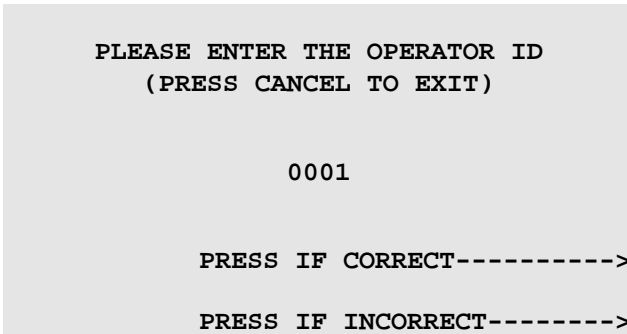 PLEASE ENTER THE OPERATOR ID
(PRESS CANCEL TO EXIT)
0001
PRESS IF CORRECT---------->
PRESS IF INCORRECT-------->